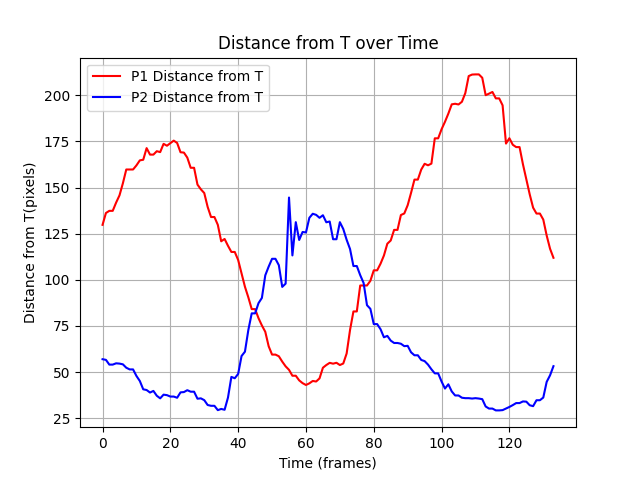 Distance from T over Time
P1 Distance from T
P2 Distance from T
Distance from T(pixels)
200
175
150
125
100
75
50
25
0 20 40 60 80 100 120
Time (frames)